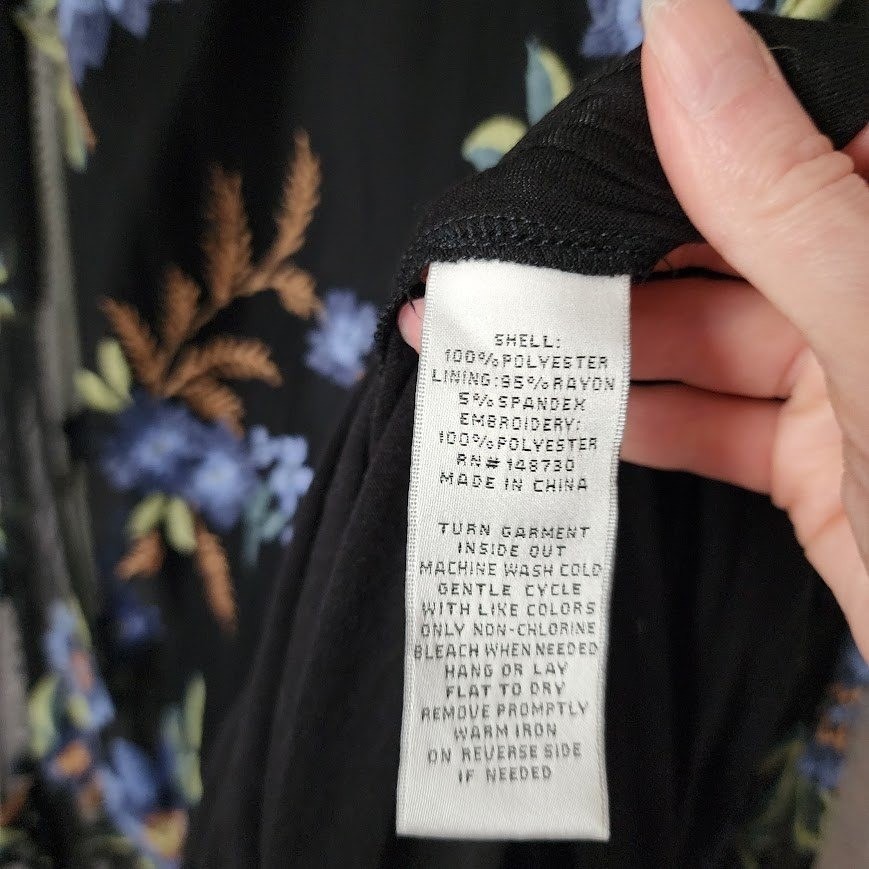 SHELL:
100%POLYESTER
LINING:95%RAYON
5%SPANDEX
EMBROIDERY:
100%POLYESTER
RN#148730
MADE IN CHINA
TURN GARMENT
INSIDE OUT
MACHINE WASH COLD
GENTLE CYCLE
WITH LIKE COLORS
ONLY NON-CHLORINE
BLEACH WHEN NEEDED
HANG OR LAY
FLAT TO DRY
REMOVE PROMPTLY
WARM IRON
ON REVERSE SIDE
IF NEEDED